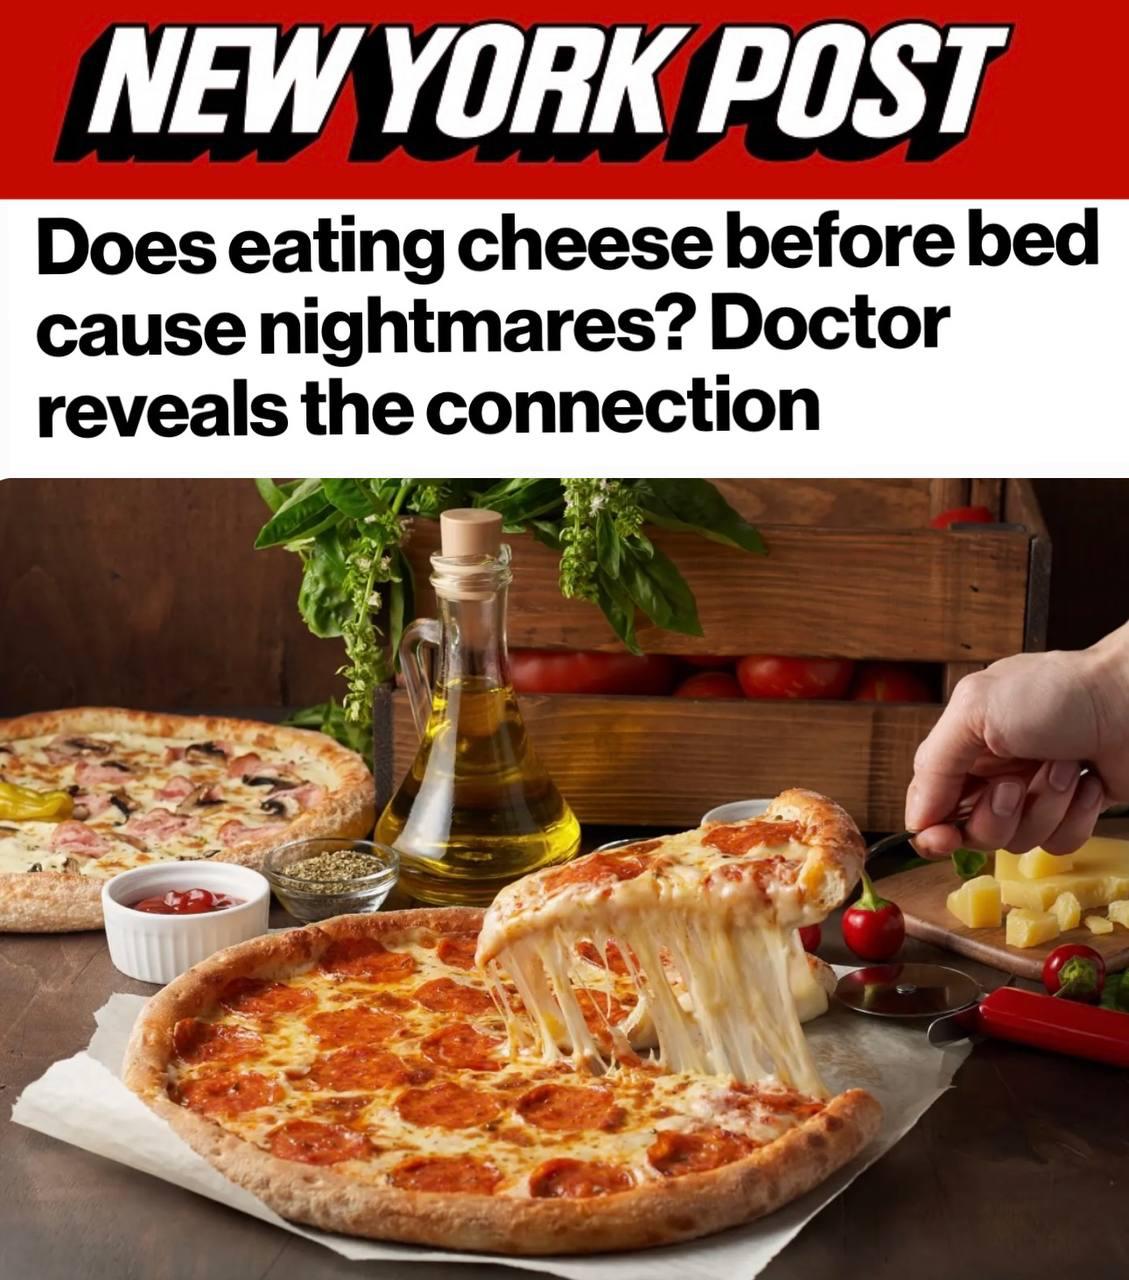 NEW YORK POST
Does eating cheese before bed
cause nightmares? Doctor
reveals the connection